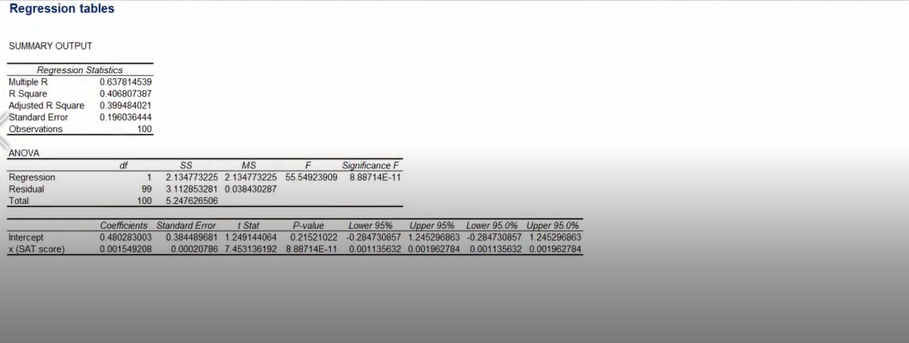 Regression tables
SUMMARY OUTPUT
Regression Statistics
Multiple R 0.637814539
R Square 0.406807387
Adjusted R Square 0.399484021
Standard Error 0.196036444
Observations 100
ANOVA
df SS MS F Significance F
Regression 1 2.134773225 2.134773225 55.54923909 8.88714E-11
Residual 99 3.112853281 0.038430287
Total 100 5.247626506
Coefficients Standard Error t Stat P-value Lower 95% Upper 95% Lower 95.0% Upper 95.0%
Intercept 0.480283003 0.384489681 1.249144064 0.21521022 -0.284730857 1.245296863 -0.284730857 1.245296863
x (SAT score) 0.001549208 0.00020786 7.453136192 8.88714E-11 0.001135632 0.001962784 0.001135632 0.001962784